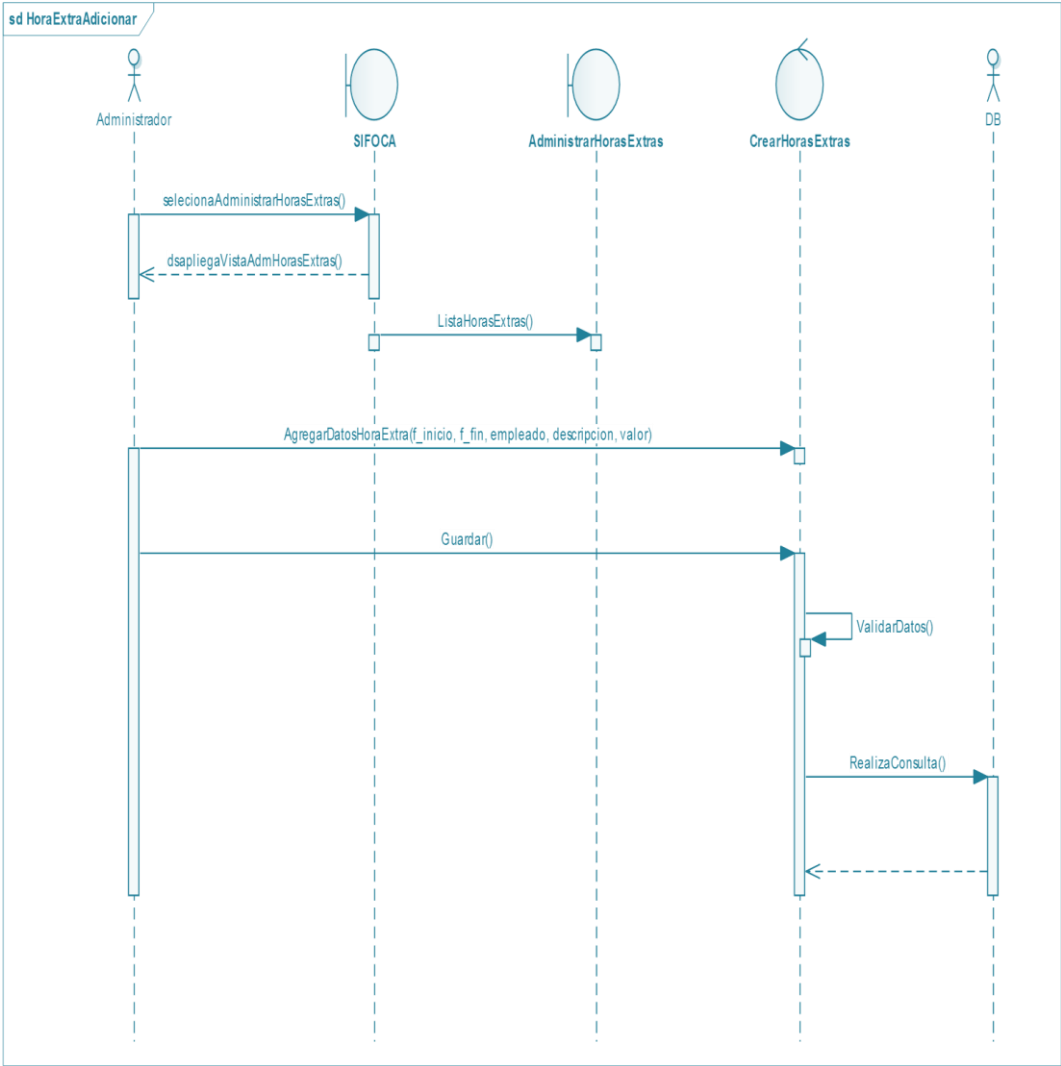 sd HoraExtraAdicionar
Administrador
SIFOCA
AdministrarHorasExtras
CrearHorasExtras
DB
selecionaAdministrarHorasExtras()
dsapliegaVistaAdmHorasExtras()
ListaHorasExtras()
AgregarDatosHoraExtra(f_inicio, f_fin, empleado, descripcion, valor)
Guardar()
ValidarDatos()
RealizaConsulta()